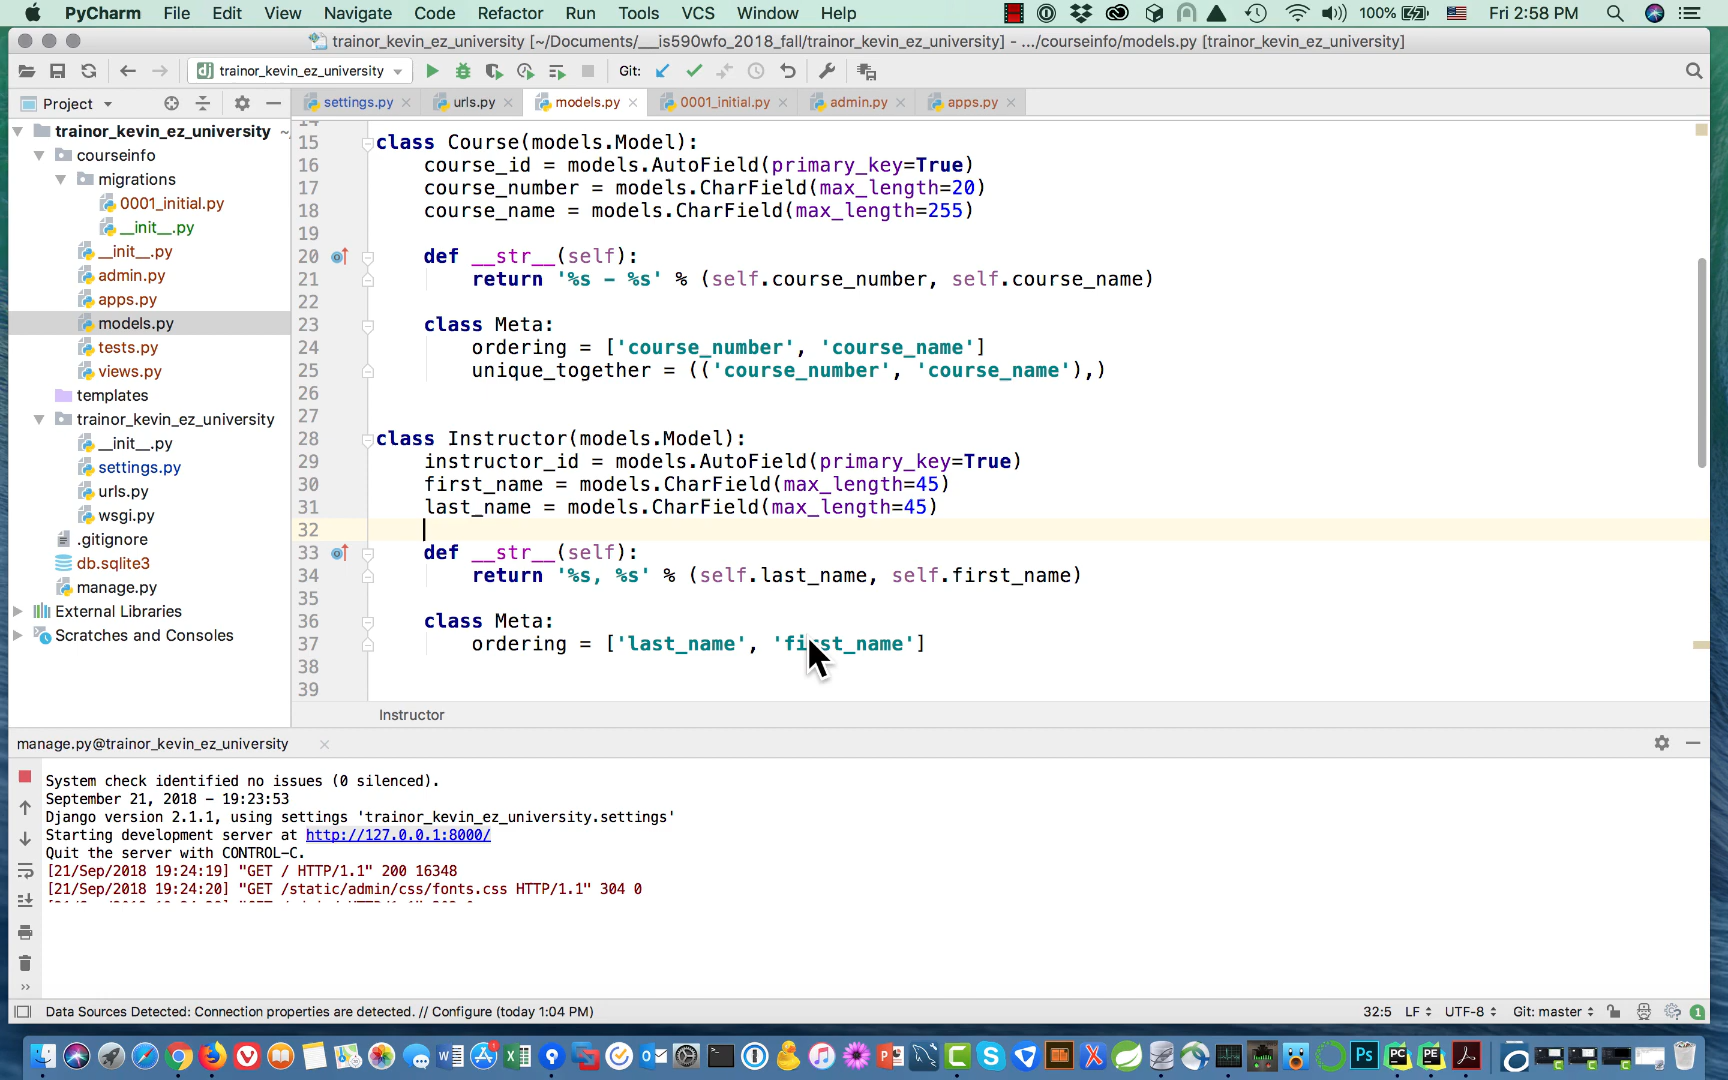 PyCharm File Edit View Navigate Code Refactor Run Tools VCS Window Help 100% Fri 2:58 PM
trainor_kevin_ez_university [~/Documents/__is590wfo_2018_fall/trainor_kevin_ez_university] - .../courseinfo/models.py [trainor_kevin_ez_university]
dj trainor_kevin_ez_university Git:
Project settings.py urls.py models.py 0001_initial.py admin.py apps.py
trainor_kevin_ez_university ~
courseinfo
migrations
0001_initial.py
__init__.py
__init__.py
admin.py
apps.py
models.py
tests.py
views.py
templates
trainor_kevin_ez_university
__init__.py
settings.py
urls.py
wsgi.py
.gitignore
db.sqlite3
manage.py
External Libraries
Scratches and Consoles
14
15 class Course(models.Model):
16 course_id = models.AutoField(primary_key=True)
17 course_number = models.CharField(max_length=20)
18 course_name = models.CharField(max_length=255)
19
20 def __str__(self):
21 return '%s - %s' % (self.course_number, self.course_name)
22
23 class Meta:
24 ordering = ['course_number', 'course_name']
25 unique_together = (('course_number', 'course_name'),)
26
27
28 class Instructor(models.Model):
29 instructor_id = models.AutoField(primary_key=True)
30 first_name = models.CharField(max_length=45)
31 last_name = models.CharField(max_length=45)
32
33 def __str__(self):
34 return '%s, %s' % (self.last_name, self.first_name)
35
36 class Meta:
37 ordering = ['last_name', 'first_name']
38
39
Instructor
manage.py@trainor_kevin_ez_university
System check identified no issues (0 silenced).
September 21, 2018 - 19:23:53
Django version 2.1.1, using settings 'trainor_kevin_ez_university.settings'
Starting development server at http://127.0.0.1:8000/
Quit the server with CONTROL-C.
[21/Sep/2018 19:24:19] "GET / HTTP/1.1" 200 16348
[21/Sep/2018 19:24:20] "GET /static/admin/css/fonts.css HTTP/1.1" 304 0
Data Sources Detected: Connection properties are detected. // Configure (today 1:04 PM) 32:5 LF UTF-8 Git: master 1